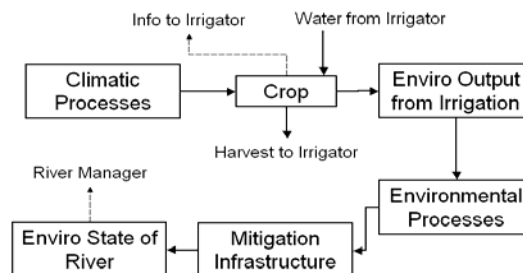 Info to Irrigator
Water from Irrigator
Climatic
Processes
Crop
Enviro Output
from Irrigation
Harvest to Irrigator
River Manager
Environmental
Processes
Enviro State of
River
Mitigation
Infrastructure